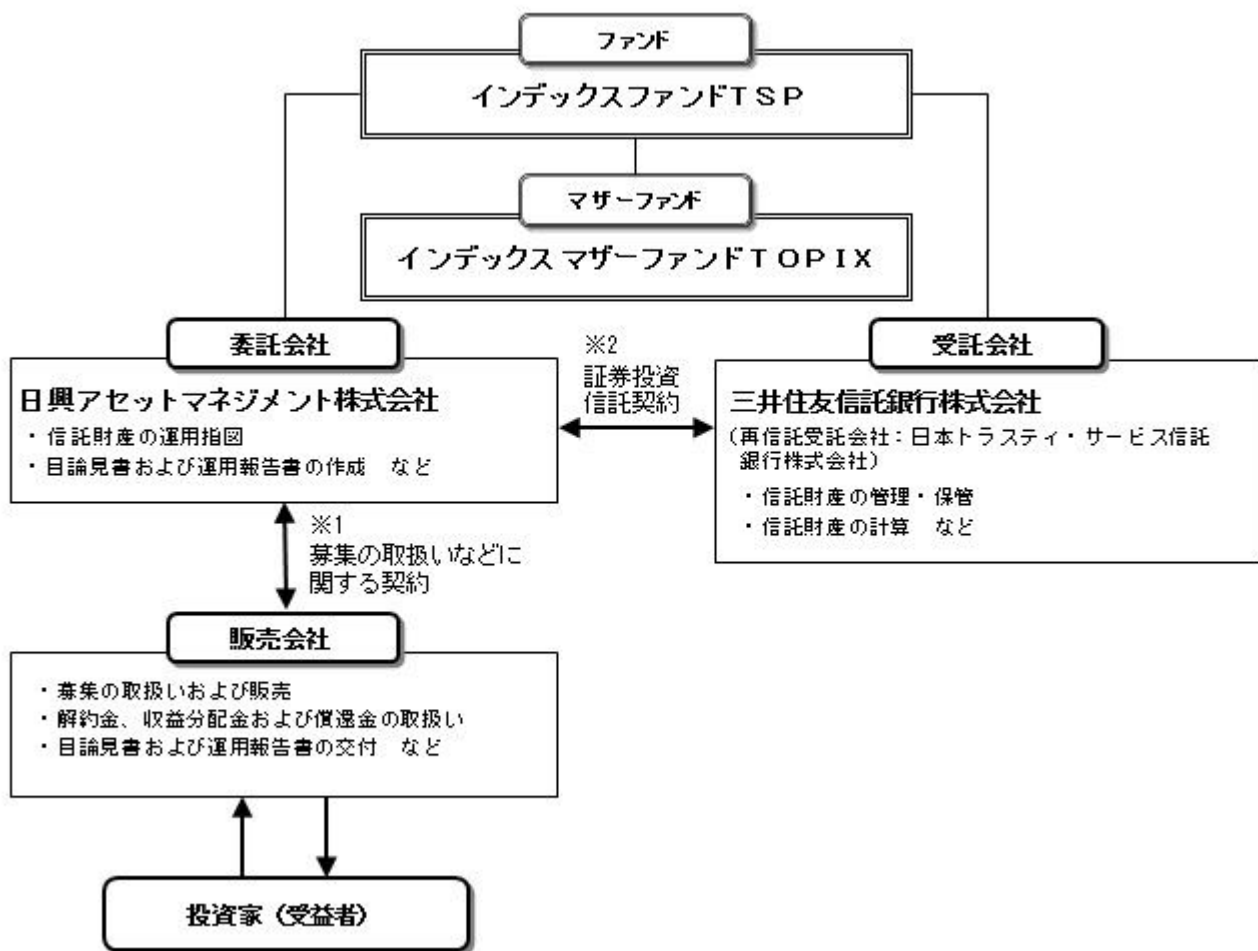 ファンド
インデックスファンドTSP
マザーファンド
インデックス マザーファンドTOPIX
委託会社
日興アセットマネジメント株式会社
・信託財産の運用指図
・目論見書および運用報告書の作成 など
※2
証券投資
信託契約
受託会社
三井住友信託銀行株式会社
(再信託受託会社:日本トラスティ・サービス信託
銀行株式会社)
・信託財産の管理・保管
・信託財産の計算 など
※1
募集の取扱いなどに
関する契約
販売会社
・募集の取扱いおよび販売
・解約金、収益分配金および償還金の取扱い
・目論見書および運用報告書の交付 など
投資家(受益者)